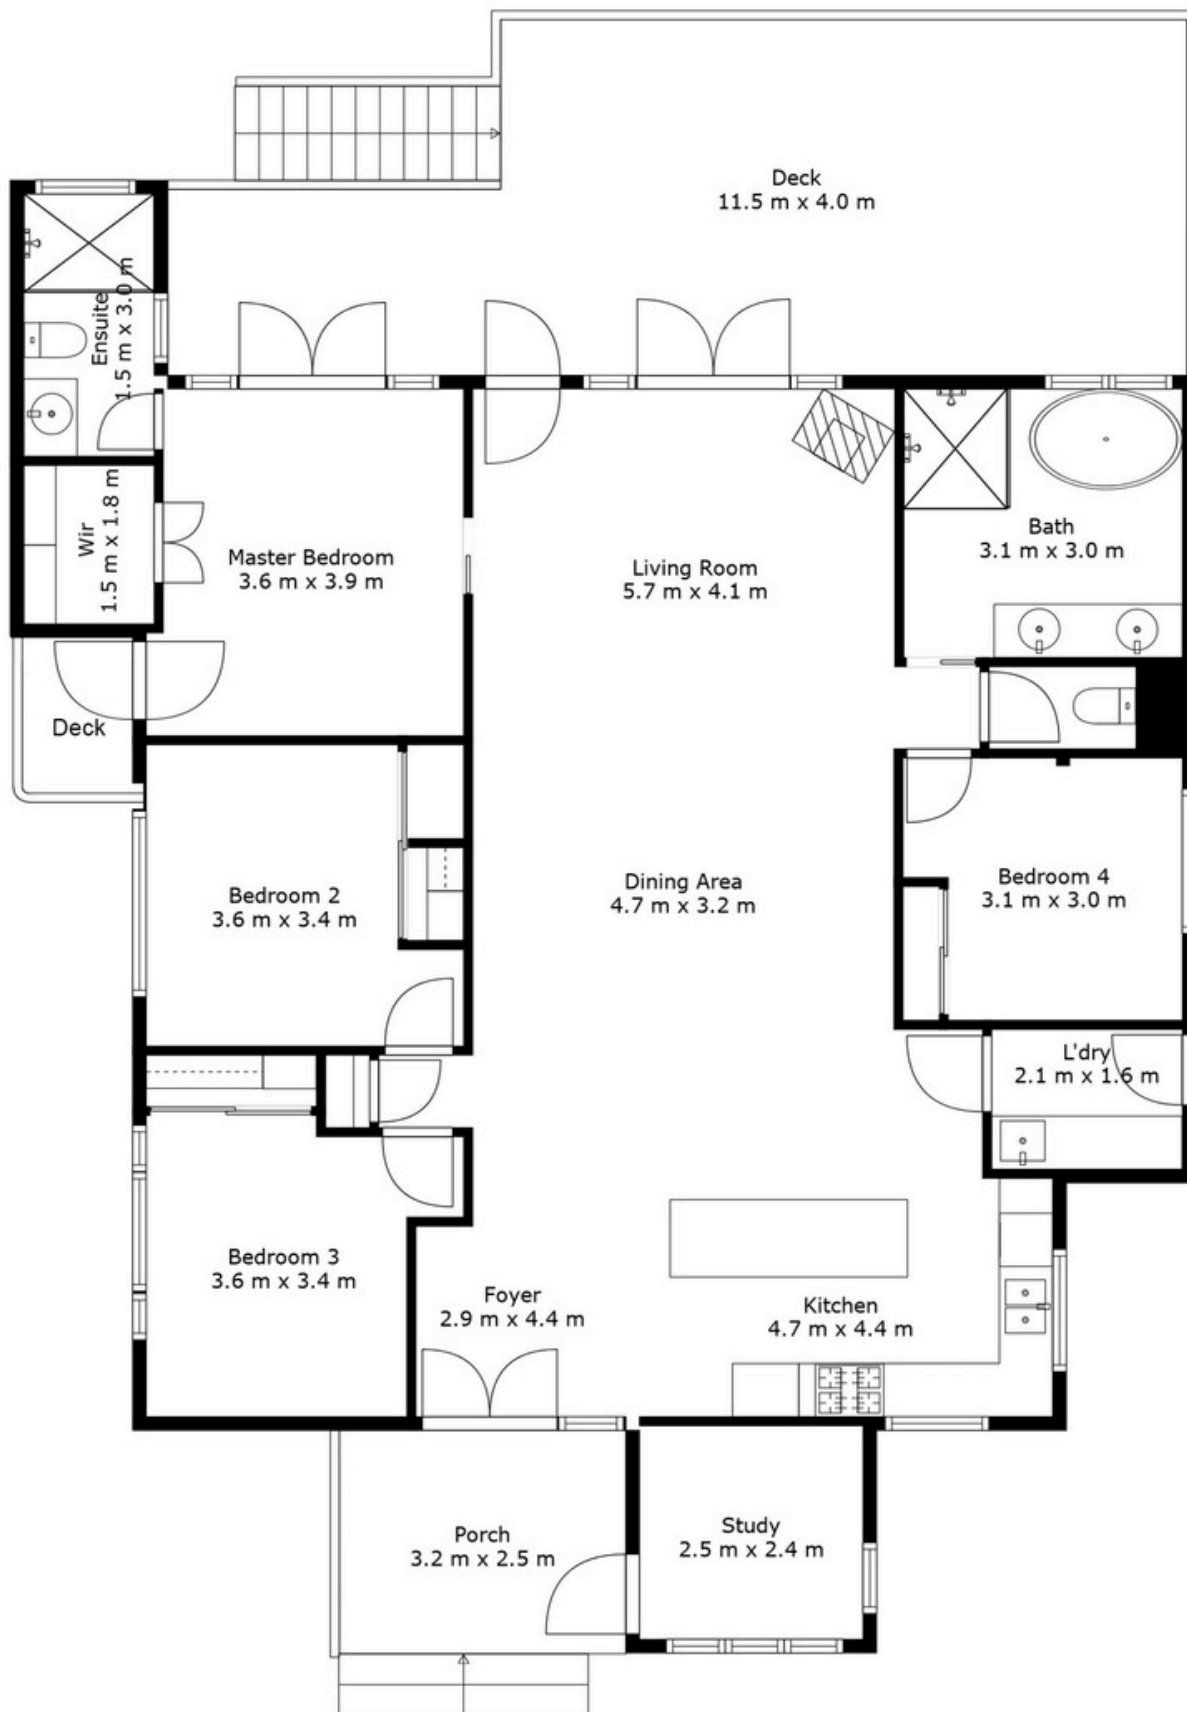 Deck
11.5 m x 4.0 m
Ensuite
1.5 m x 3.0 m
Wir
1.5 m x 1.8 m
Master Bedroom
3.6 m x 3.9 m
Living Room
5.7 m x 4.1 m
Bath
3.1 m x 3.0 m
Deck
Bedroom 2
3.6 m x 3.4 m
Dining Area
4.7 m x 3.2 m
Bedroom 4
3.1 m x 3.0 m
L'dry
2.1 m x 1.6 m
Bedroom 3
3.6 m x 3.4 m
Foyer
2.9 m x 4.4 m
Kitchen
4.7 m x 4.4 m
Porch
3.2 m x 2.5 m
Study
2.5 m x 2.4 m